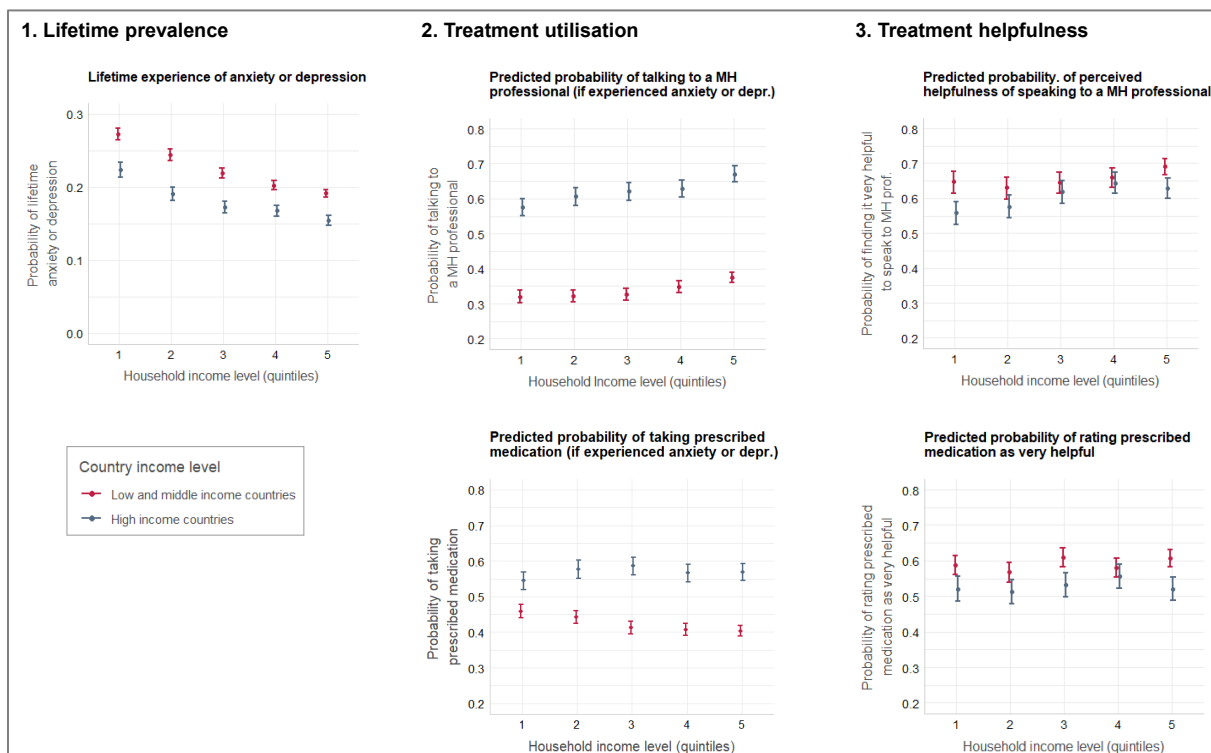 1. Lifetime prevalence
2. Treatment utilisation
3. Treatment helpfulness
Lifetime experience of anxiety or depression
0.3
0.2
0.1
0.0
Probability of lifetime
anxiety or depression
1 2 3 4 5
Household income level (quintiles)
Country income level
Low and middle income countries
High income countries
Predicted probability of talking to a MH
professional (if experienced anxiety or depr.)
0.8
0.7
0.6
0.5
0.4
0.3
0.2
Probability of talking to
a MH professional
1 2 3 4 5
Household Income level (quintiles)
Predicted probability of taking prescribed
medication (if experienced anxiety or depr.)
0.8
0.7
0.6
0.5
0.4
0.3
0.2
Probability of taking
prescribed medication
1 2 3 4 5
Household income level (quintiles)
Predicted probability. of perceived
helpfulness of speaking to a MH professional
0.8
0.7
0.6
0.5
0.4
0.3
0.2
Probability of finding it very helpful
to speak to MH prof.
1 2 3 4 5
Household income level (quintiles)
Predicted probability of rating prescribed
medication as very helpful
0.8
0.7
0.6
0.5
0.4
0.3
0.2
Probability of rating prescribed
medication as very helpful
1 2 3 4 5
Household income level (quintiles)